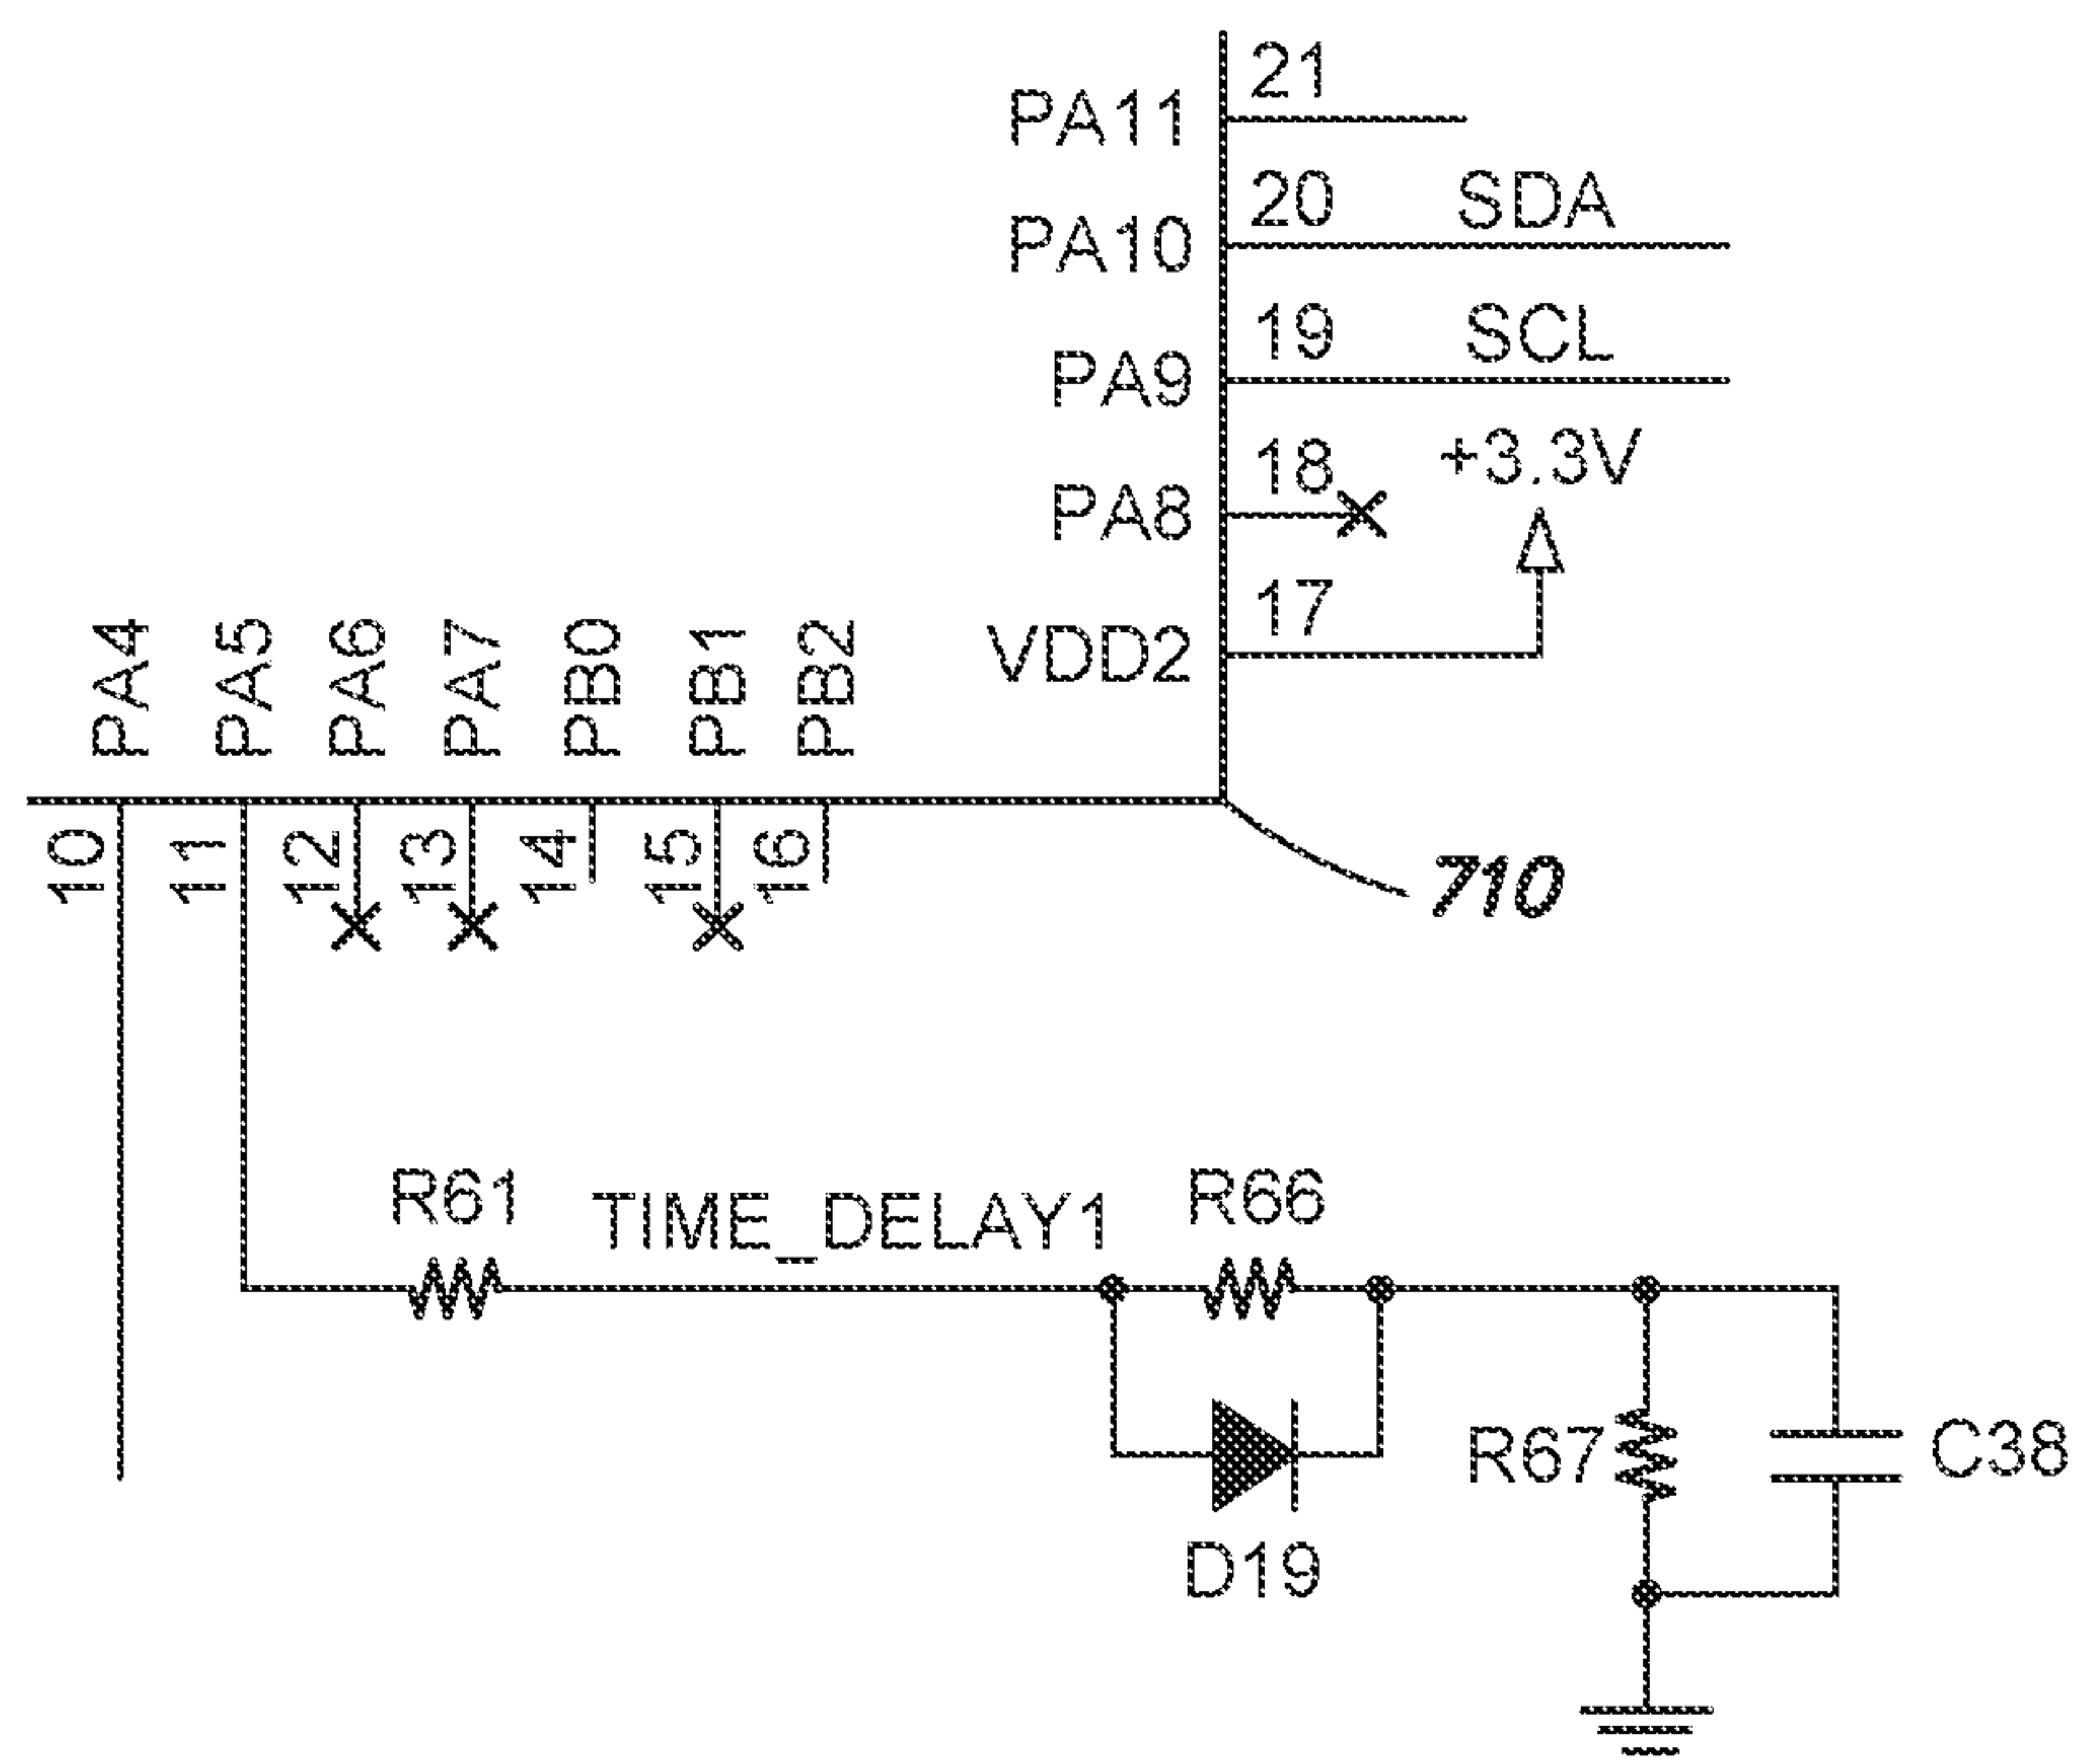 21
PA11
20 SDA
PA10
19 SCL
PA9
18 +3.3V
PA8
17
VDD2
PA4 PA5 PA6 PA7 PB0 PB1 PB2
10 11 12 13 14 15 16
710
R61 TIME_DELAY1 R66
R67 C38
D19